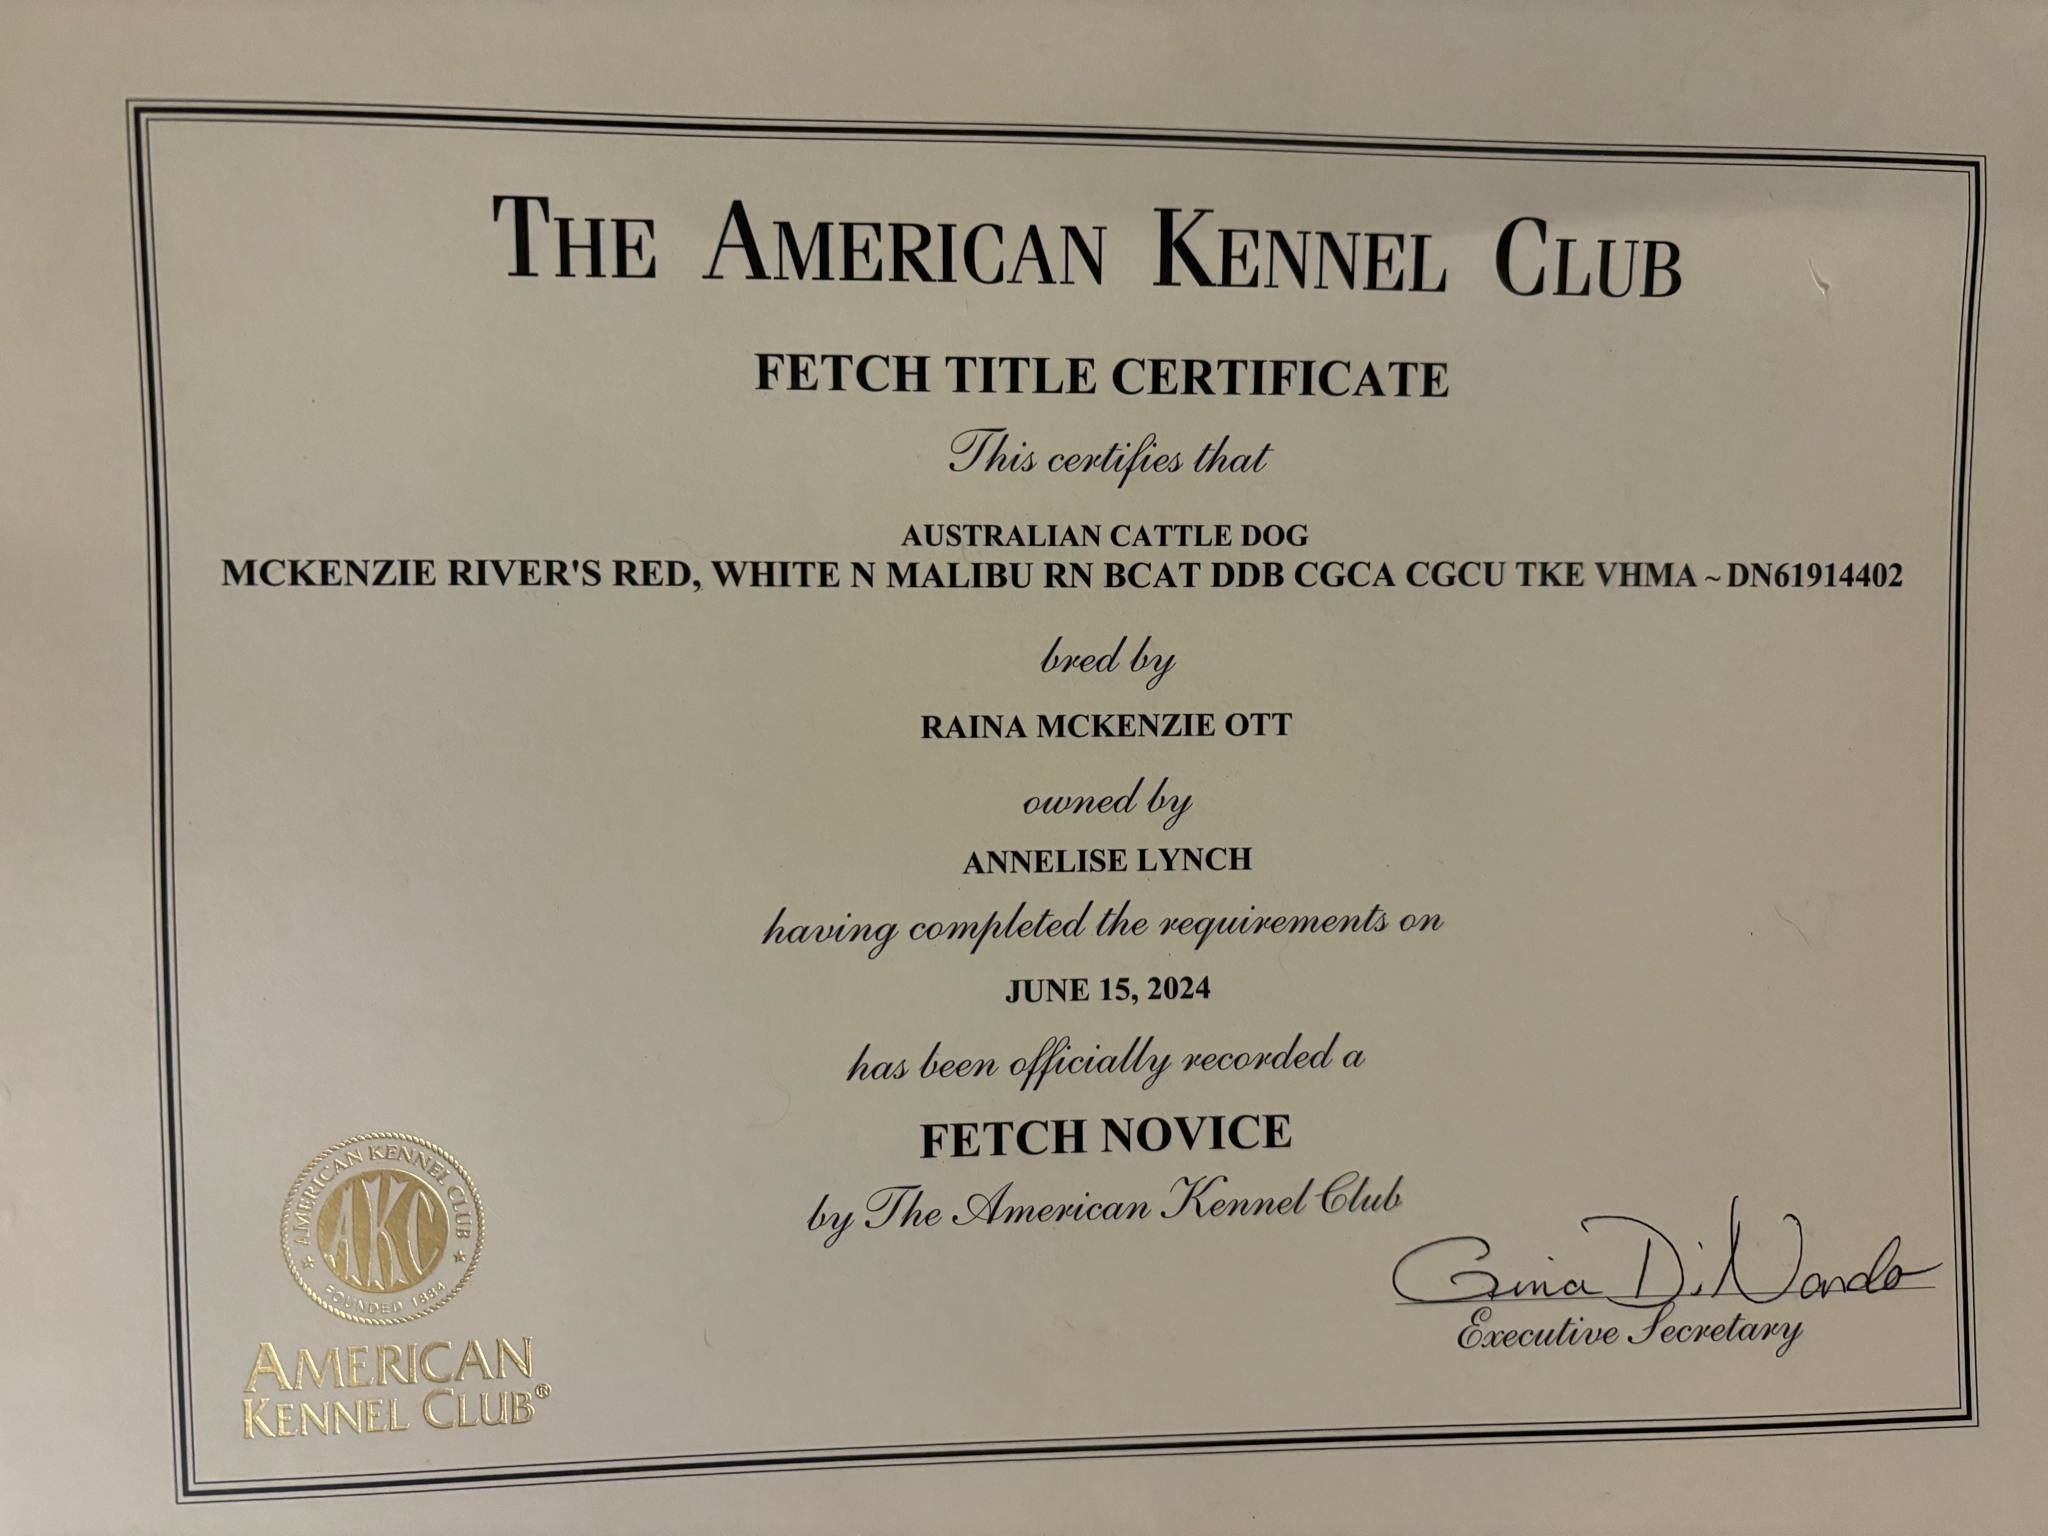 THE AMERICAN KENNEL CLUB
FETCH TITLE CERTIFICATE
This certifies that
AUSTRALIAN CATTLE DOG
MCKENZIE RIVER'S RED, WHITE N MALIBU RN BCAT DDB CGCA CGCU TKE VHMA ~ DN61914402
bred by
RAINA MCKENZIE OTT
owned by
ANNELISE LYNCH
having completed the requirements on
JUNE 15, 2024
has been officially recorded a
FETCH NOVICE
by The American Kennel Club
Gina DiNardo
Executive Secretary
AMERICAN KENNEL CLUB
AKC
FOUNDED 1884
AMERICAN
KENNEL CLUB®